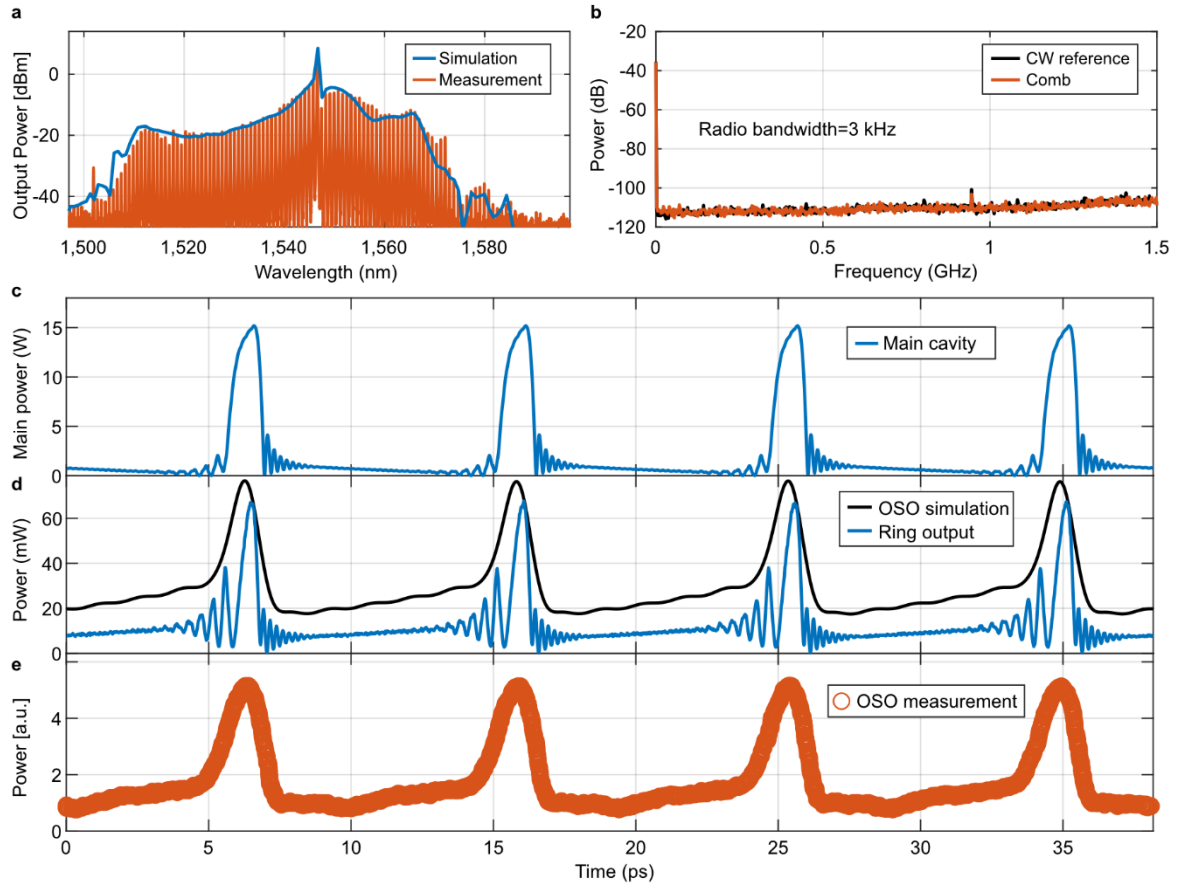 a
Output Power [dBm]
0
-20
-40
Simulation
Measurement
1,500
1,520
1,540
1,560
1,580
Wavelength (nm)
b
Power (dB)
-20
-40
-60
-80
-100
-120
CW reference
Comb
Radio bandwidth=3 kHz
0
0.5
1
1.5
Frequency (GHz)
c
Main power (W)
15
10
5
0
Main cavity
d
Power (mW)
60
40
20
0
OSO simulation
Ring output
e
Power [a.u.]
4
2
0
OSO measurement
0
5
10
15
20
25
30
35
Time (ps)